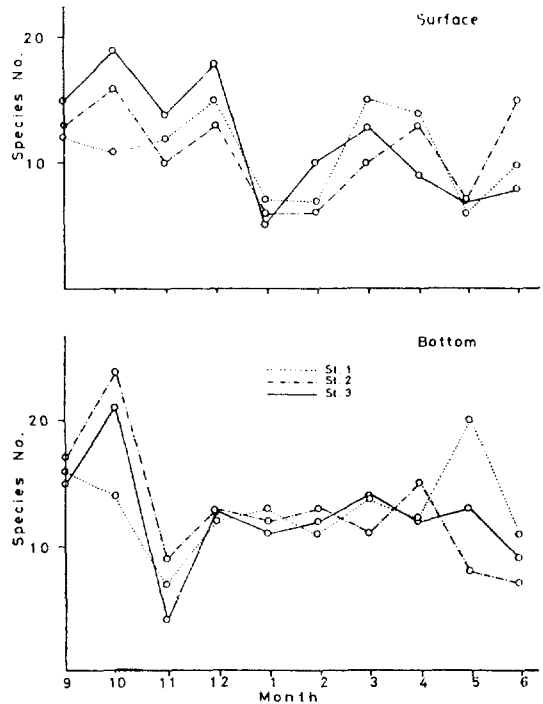 Surface
20
10
Species No.
Bottom
St. 1
St. 2
St. 3
20
10
Species No.
9 10 11 12 1 2 3 4 5 6
Month